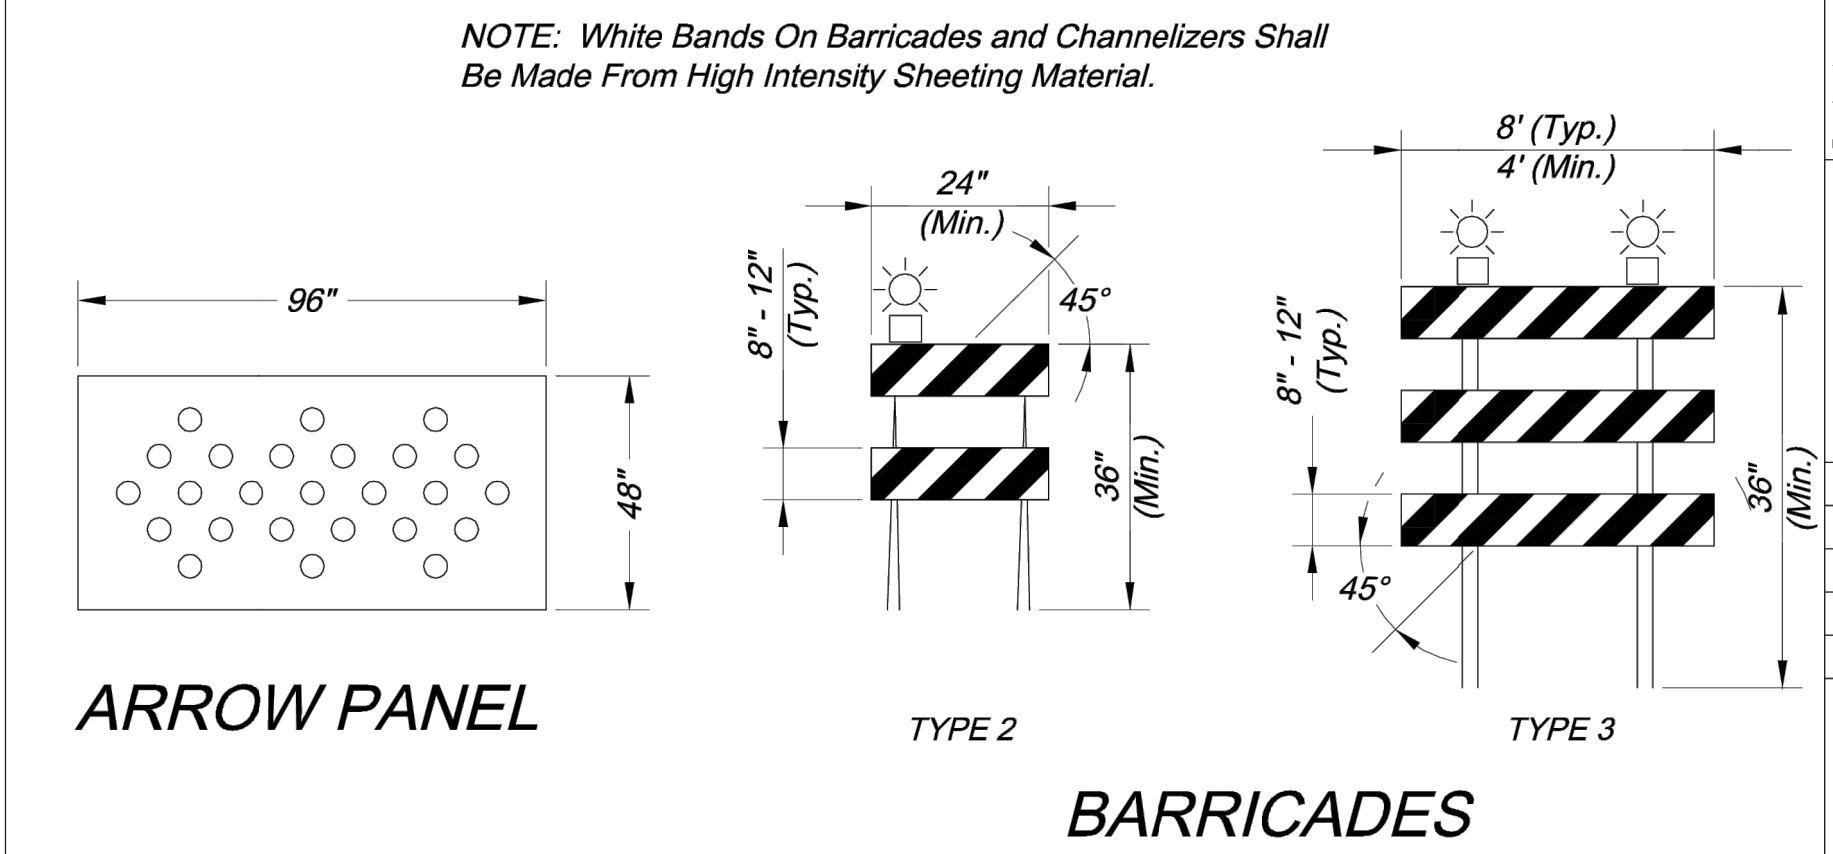 NOTE: White Bands On Barricades and Channelizers Shall
Be Made From High Intensity Sheeting Material.
96"
48"
ARROW PANEL
24"
(Min.)
8" - 12"
(Typ.)
45°
36"
(Min.)
TYPE 2
8' (Typ.)
4' (Min.)
8" - 12"
(Typ.)
45°
36"
(Min.)
TYPE 3
BARRICADES